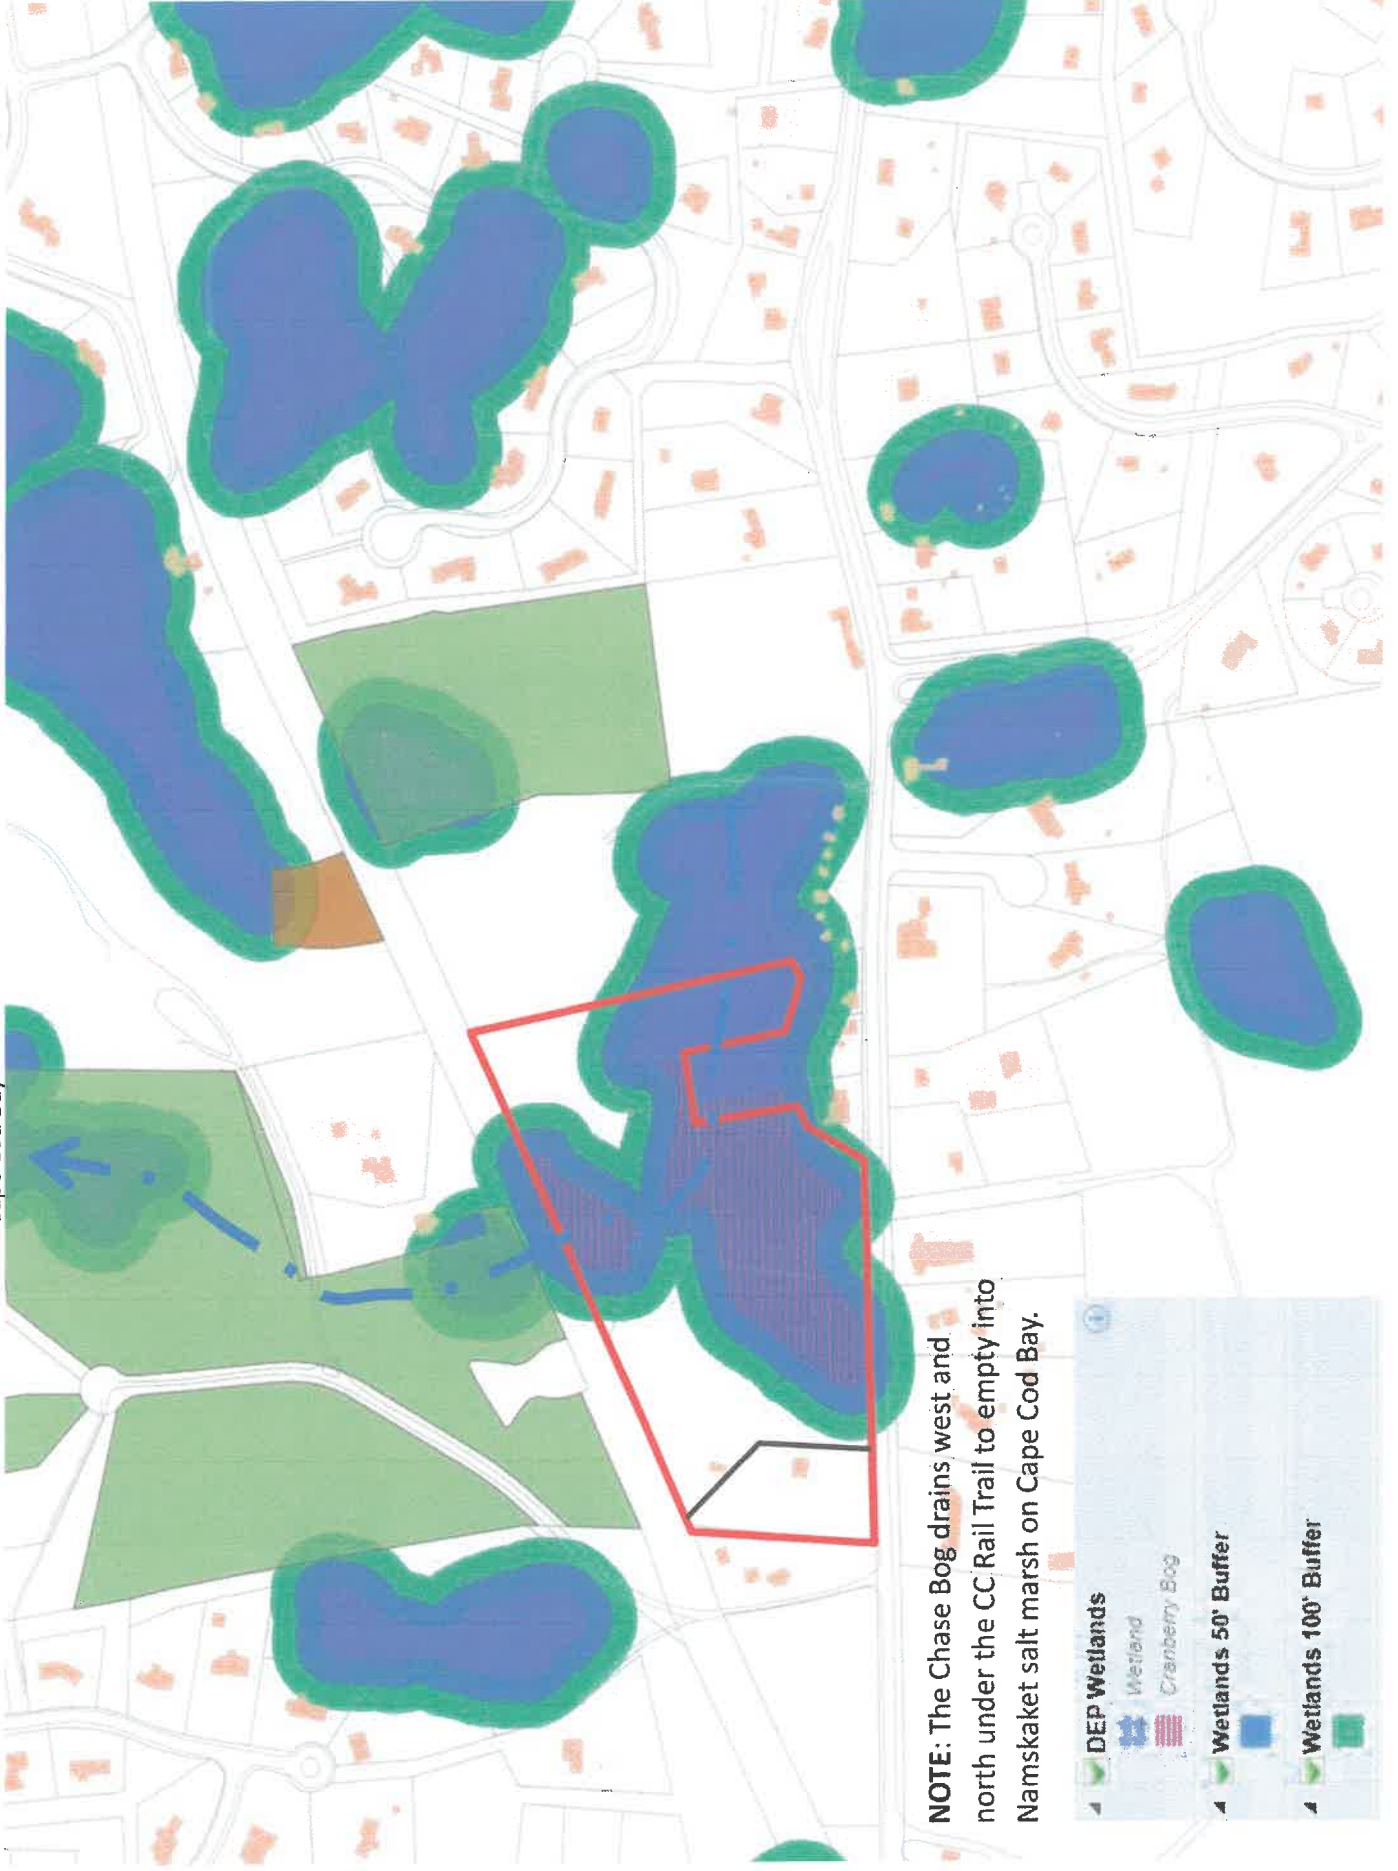 NOTE: The Chase Bog drains west and
north under the CC Rail Trail to empty into
Namskaket salt marsh on Cape Cod Bay.
DEP Wetlands
Wetland
Cranberry Bog
Wetlands 50' Buffer
Wetlands 100' Buffer